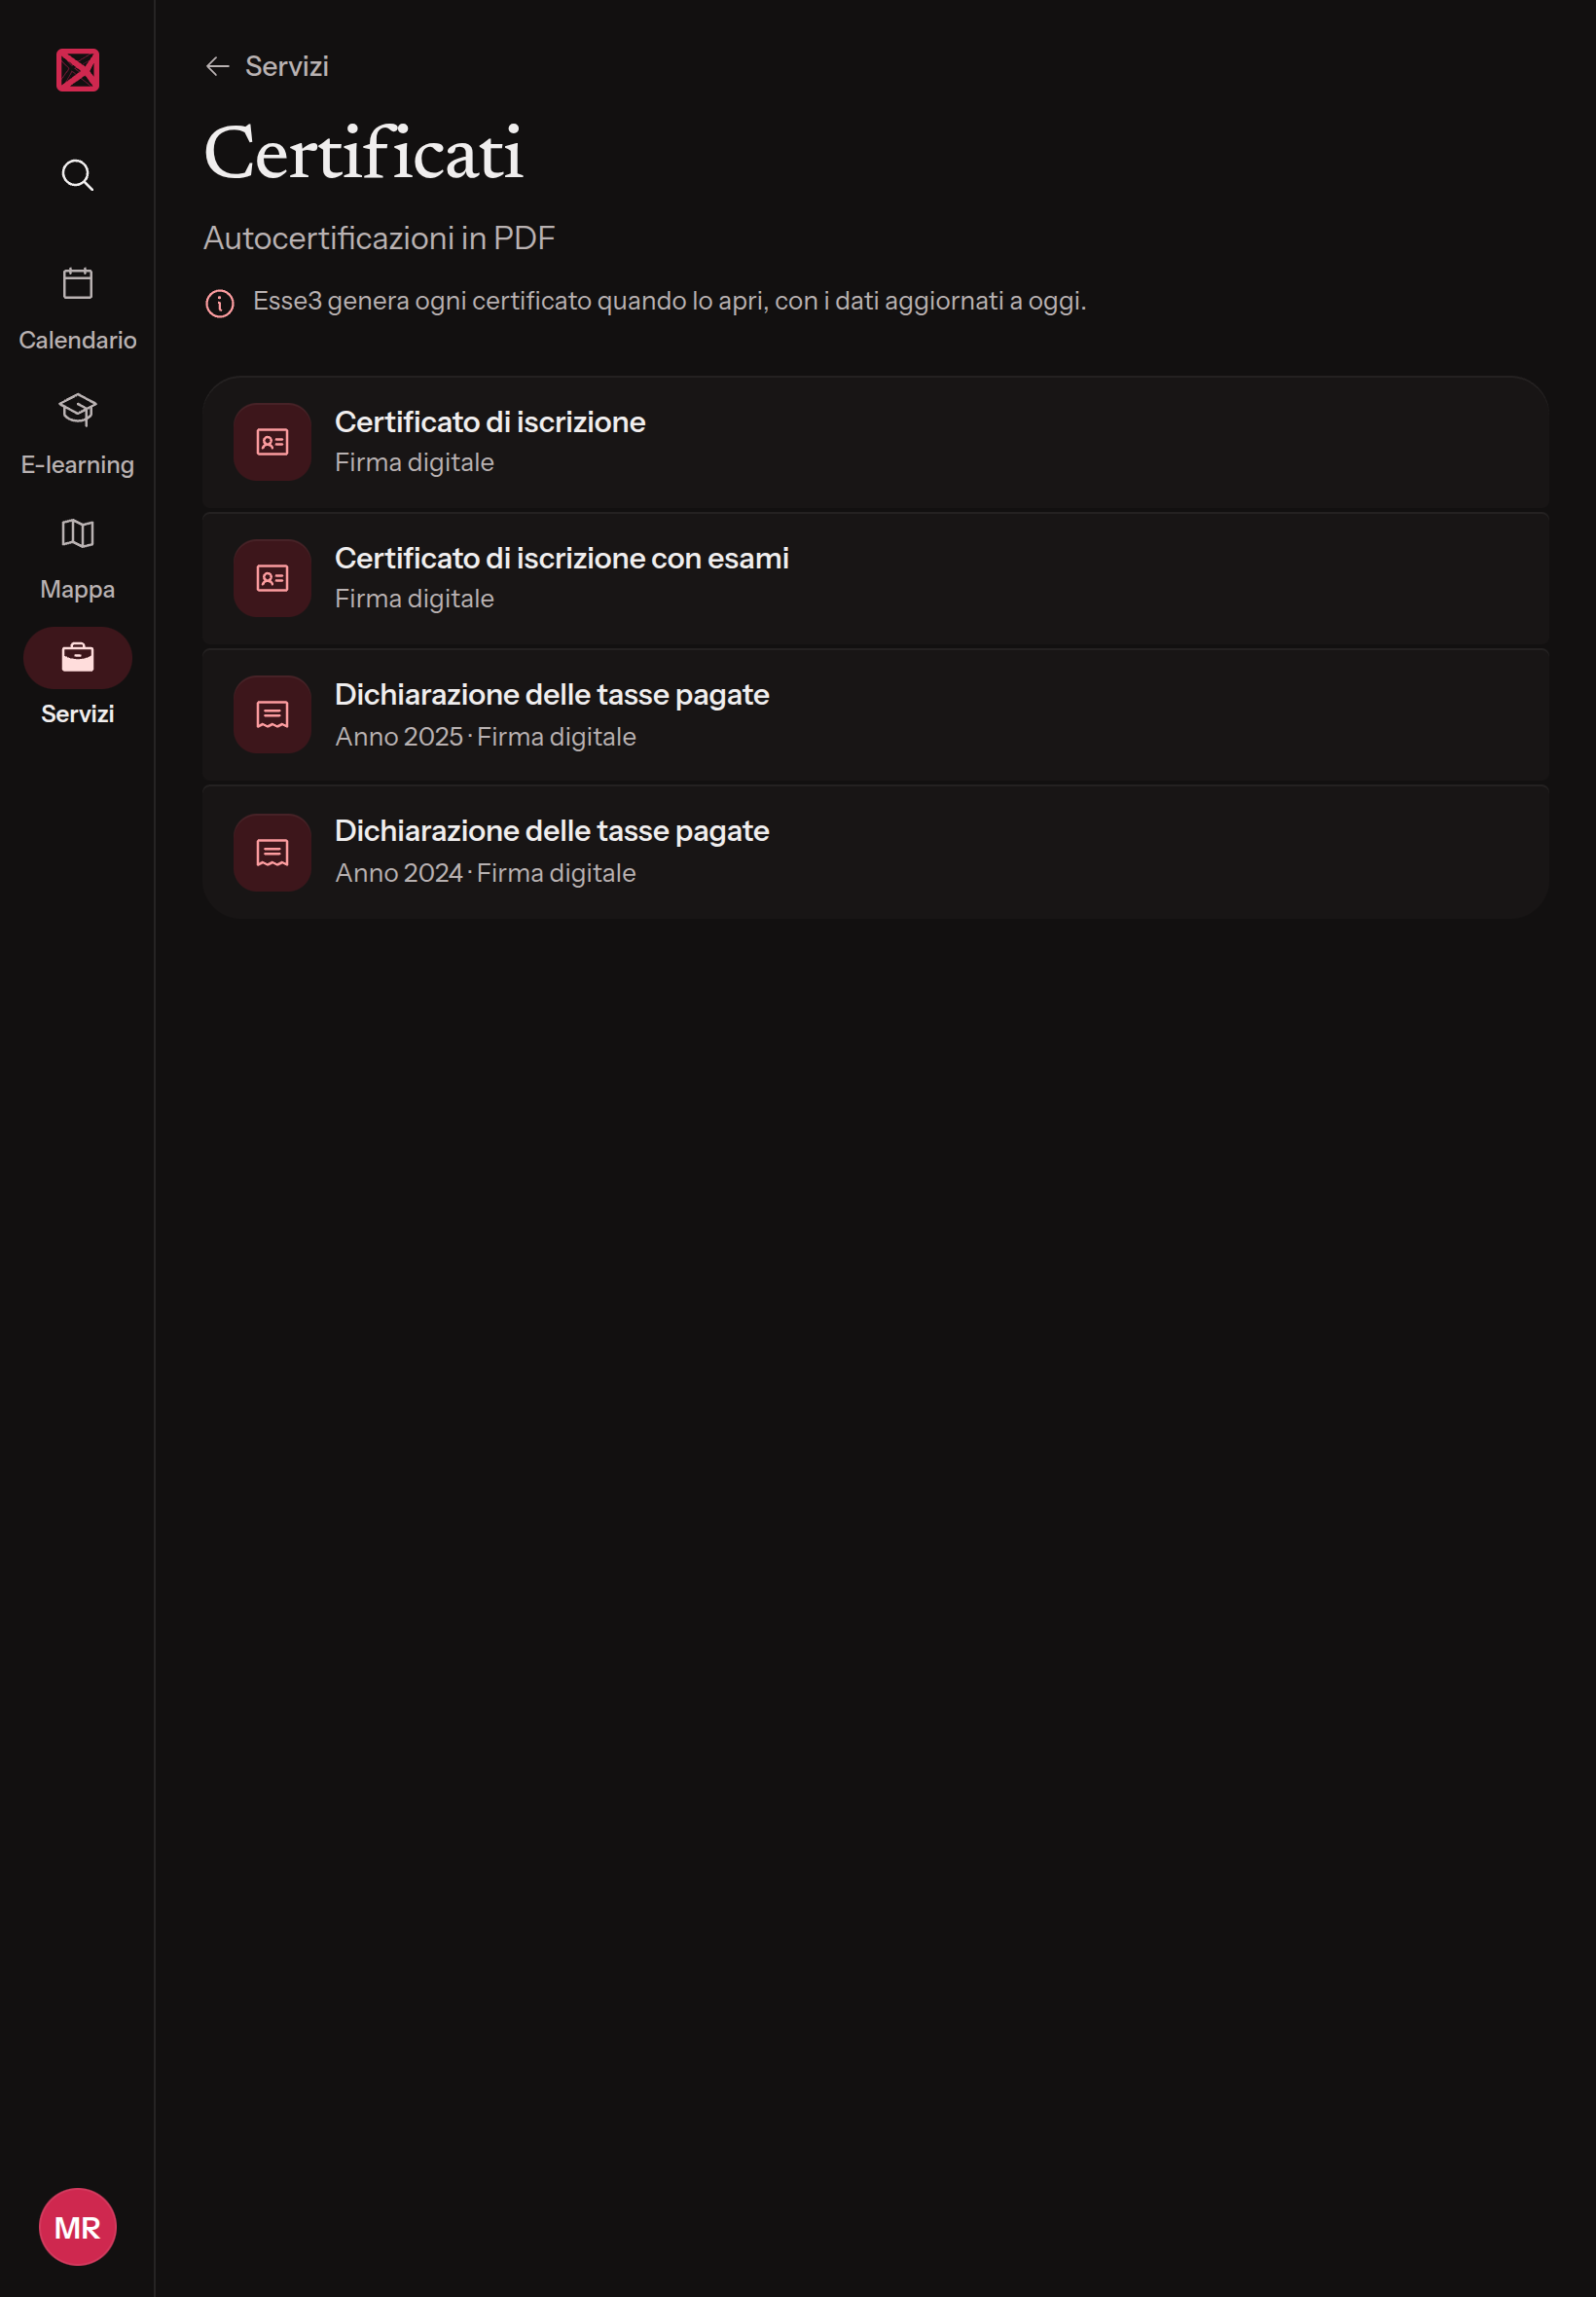 Servizi
Certificati
Autocertificazioni in PDF
Esse3 genera ogni certificato quando lo apri, con i dati aggiornati a oggi.
Calendario
E-learning
Mappa
Servizi
Certificato di iscrizione
Firma digitale
Certificato di iscrizione con esami
Firma digitale
Dichiarazione delle tasse pagate
Anno 2025 · Firma digitale
Dichiarazione delle tasse pagate
Anno 2024 · Firma digitale
MR